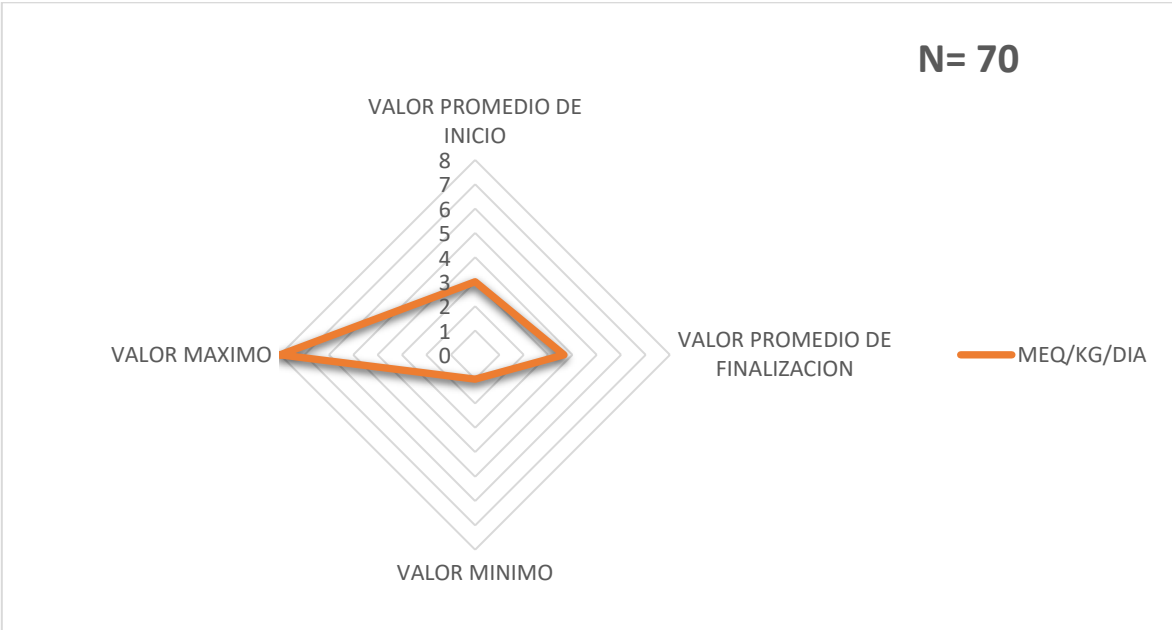 N= 70
VALOR PROMEDIO DE
INICIO
8
7
6
5
4
3
2
1
0
VALOR PROMEDIO DE
FINALIZACION
VALOR MAXIMO
MEQ/KG/DIA
VALOR MINIMO